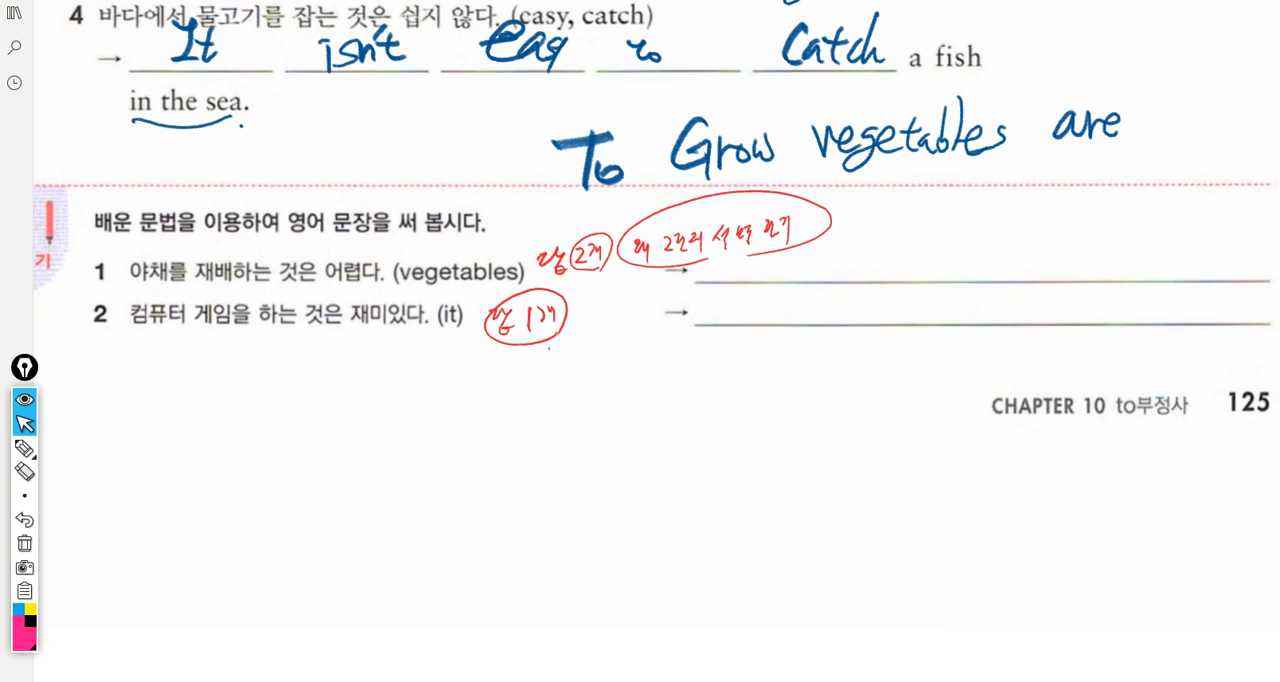 4 바다에서 물고기를 잡는 것은 쉽지 않다. (easy, catch)
→ It isn't eag to catch a fish
in the sea.
To Grow vegetables are
기
배운 문법을 이용하여 영어 문장을 써 봅시다.
답 2개
1 야채를 재배하는 것은 어렵다. (vegetables) →
2 컴퓨터 게임을 하는 것은 재미있다. (it) 답 1개 →
CHAPTER 10 to부정사 125